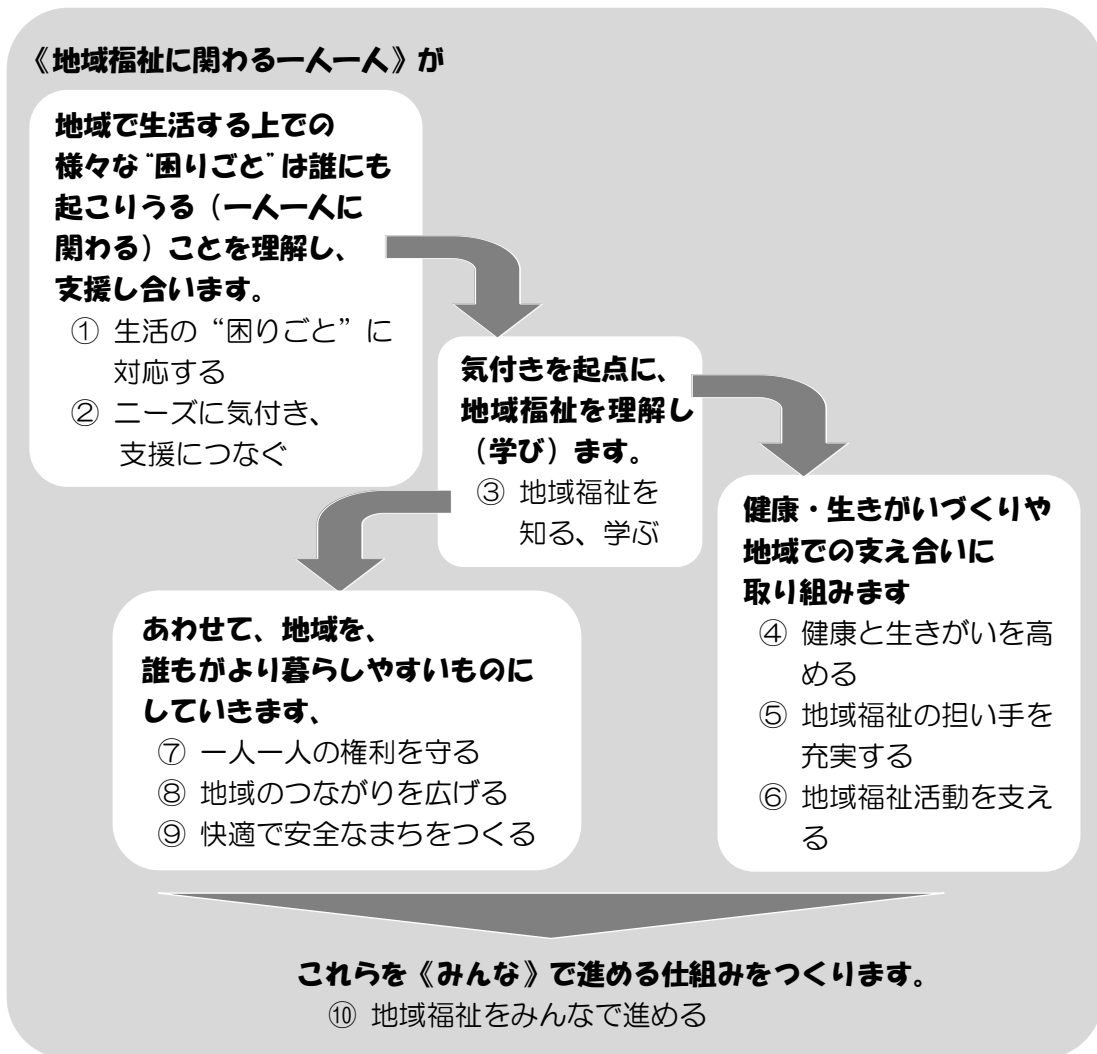 《地域福祉に関わる一人一人》が
地域で生活する上での
様々な“困りごと”は誰にも
起こりうる（一人一人に
関わる）ことを理解し、
支援し合います。
① 生活の“困りごと”に
対応する
② ニーズに気付き、
支援につなぐ
気付きを起点に、
地域福祉を理解し
（学び）ます。
③ 地域福祉を
知る、学ぶ
健康・生きがいづくりや
地域での支え合いに
取り組みます
④ 健康と生きがいを高
める
⑤ 地域福祉の担い手を
充実する
⑥ 地域福祉活動を支え
る
あわせて、地域を、
誰もがより暮らしやすいものに
していきます、
⑦ 一人一人の権利を守る
⑧ 地域のつながりを広げる
⑨ 快適で安全なまちをつくる
これらを《みんな》で進める仕組みをつくります。
⑩ 地域福祉をみんなで進める